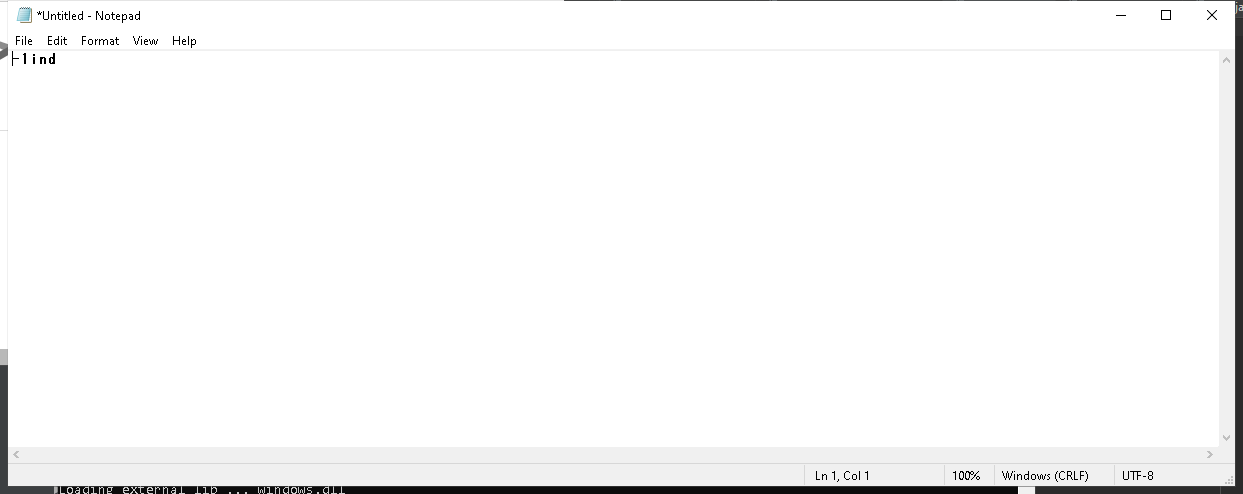 *Untitled - Notepad
File Edit Format View Help
-lind
Ln 1, Col 1 100% Windows (CRLF) UTF-8
Loading external lib ... windows.dll